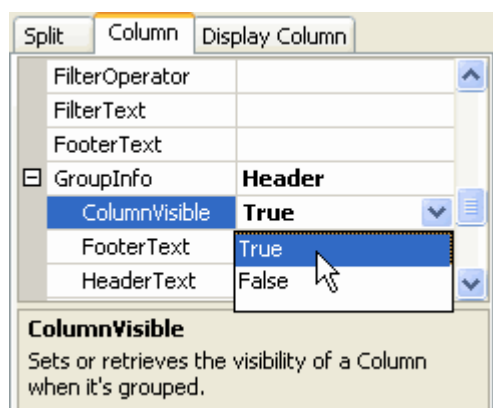 Split Column Display Column
FilterOperator
FilterText
FooterText
GroupInfo Header
ColumnVisible True
FooterText True
HeaderText False
ColumnVisible
Sets or retrieves the visibility of a Column
when it's grouped.